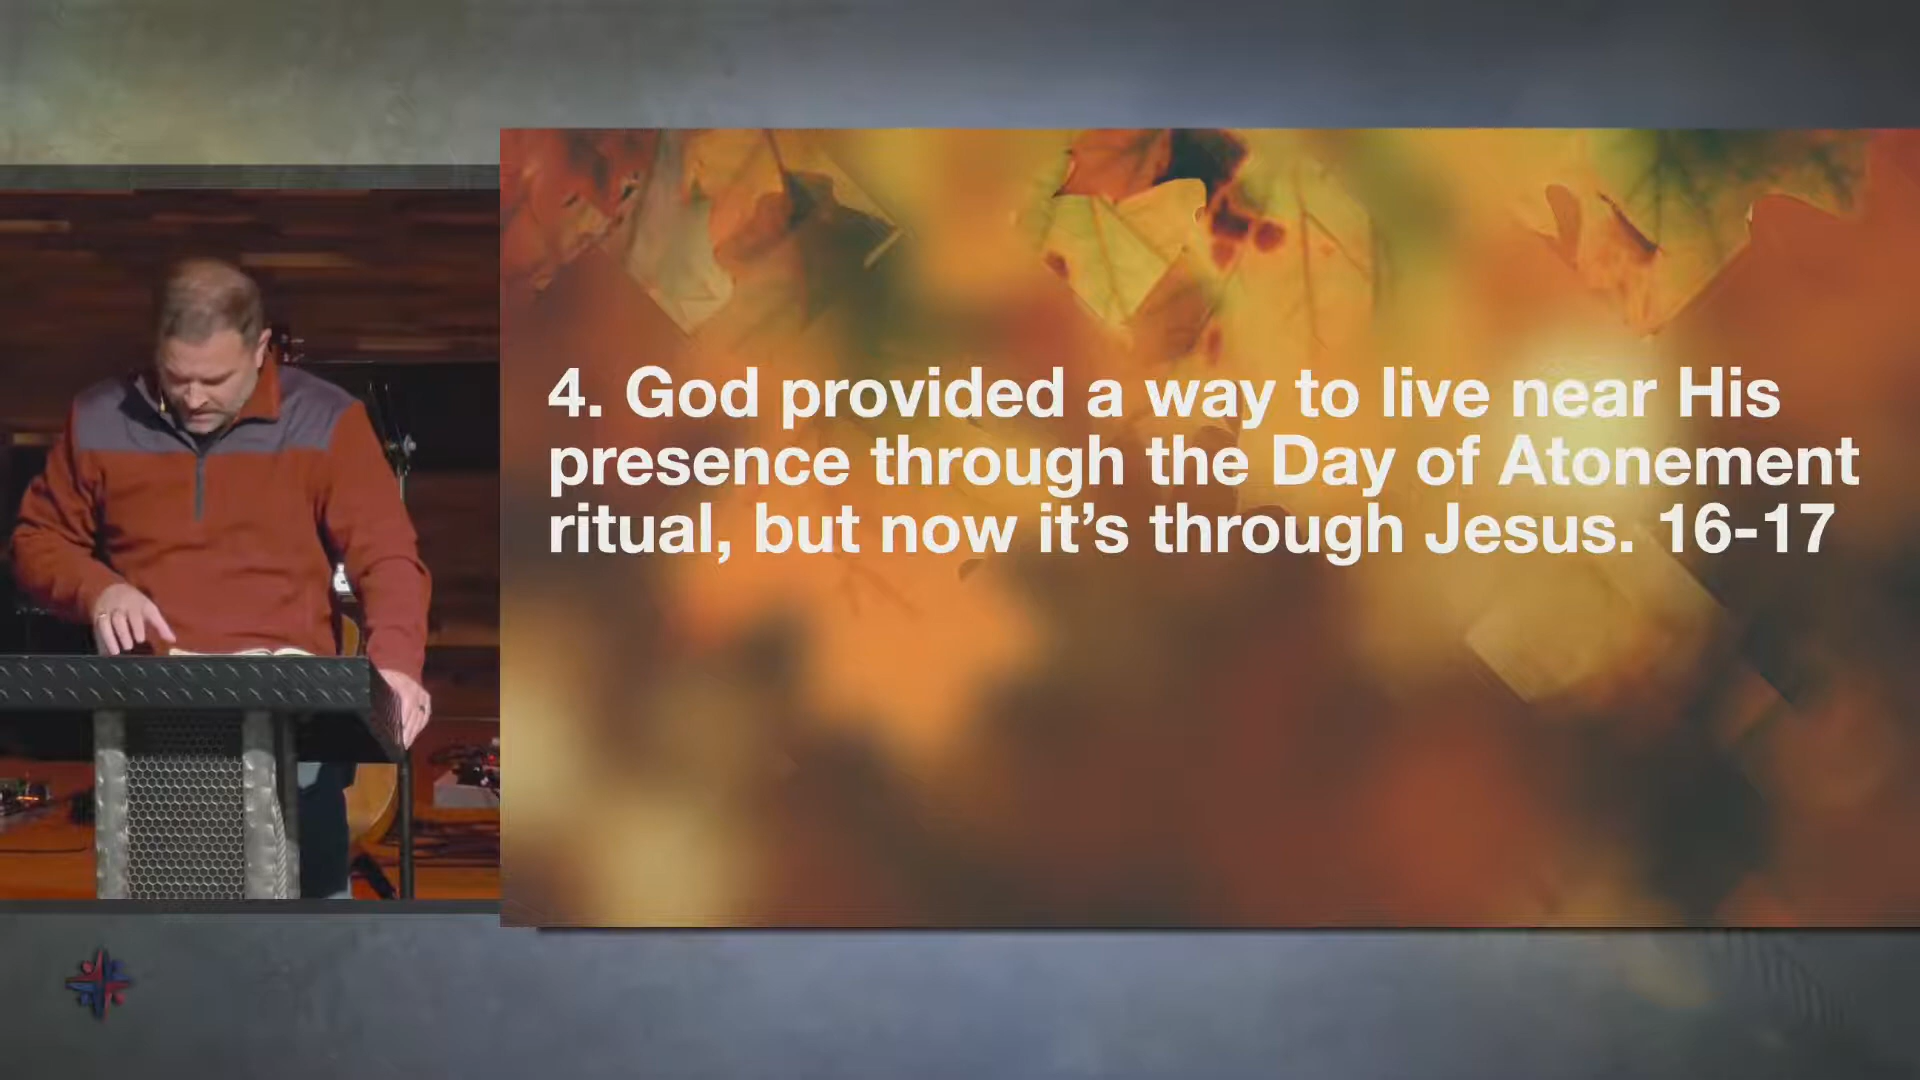 4. God provided a way to live near His
presence through the Day of Atonement
ritual, but now it’s through Jesus. 16-17